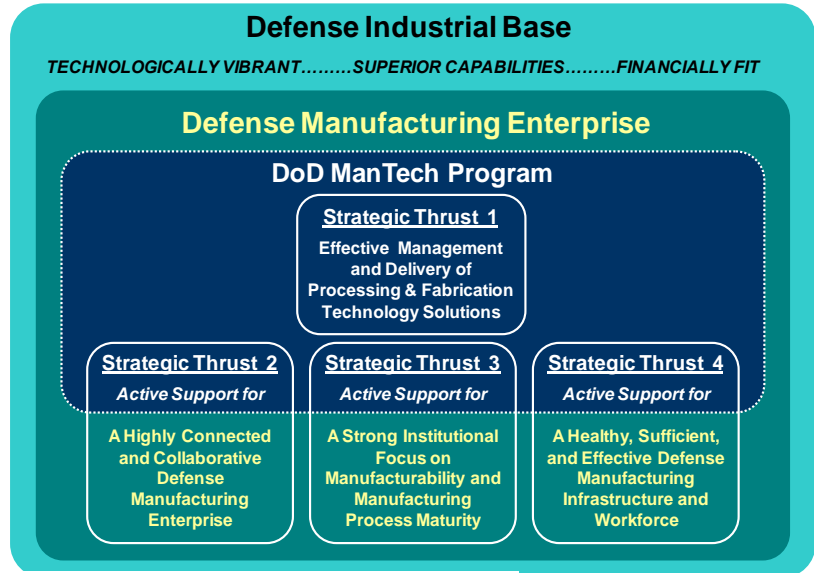 Defense Industrial Base
TECHNOLOGICALLY VIBRANT.........SUPERIOR CAPABILITIES.........FINANCIALLY FIT
Defense Manufacturing Enterprise
DoD ManTech Program
Strategic Thrust 1
Effective Management
and Delivery of
Processing & Fabrication
Technology Solutions
Strategic Thrust 2
Active Support for
A Highly Connected
and Collaborative
Defense
Manufacturing
Enterprise
Strategic Thrust 3
Active Support for
A Strong Institutional
Focus on
Manufacturability and
Manufacturing
Process Maturity
Strategic Thrust 4
Active Support for
A Healthy, Sufficient,
and Effective Defense
Manufacturing
Infrastructure and
Workforce